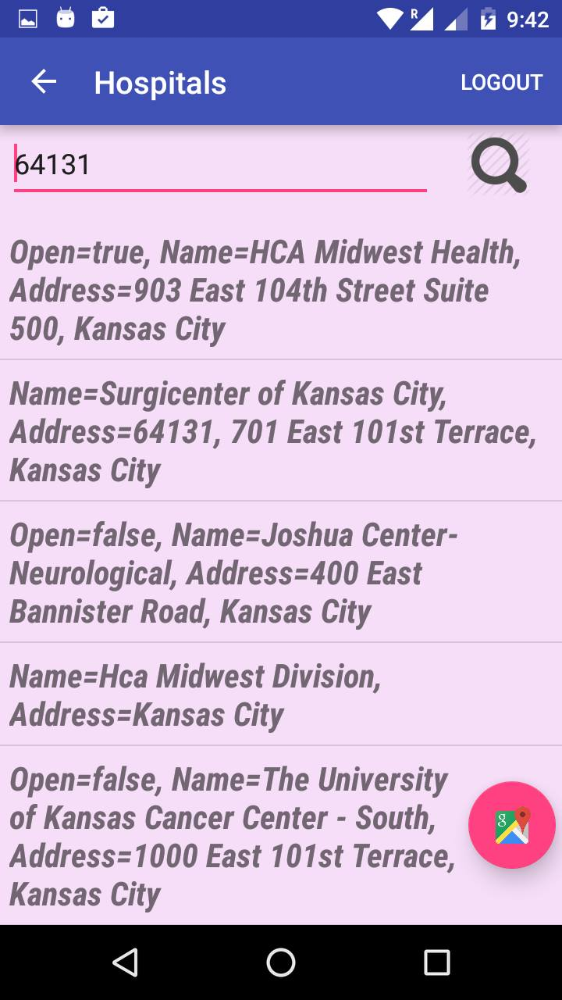 R
9:42
Hospitals
LOGOUT
64131
Open=true, Name=HCA Midwest Health,
Address=903 East 104th Street Suite
500, Kansas City
Name=Surgicenter of Kansas City,
Address=64131, 701 East 101st Terrace,
Kansas City
Open=false, Name=Joshua Center-
Neurological, Address=400 East
Bannister Road, Kansas City
Name=Hca Midwest Division,
Address=Kansas City
Open=false, Name=The University
of Kansas Cancer Center - South,
Address=1000 East 101st Terrace,
Kansas City
g